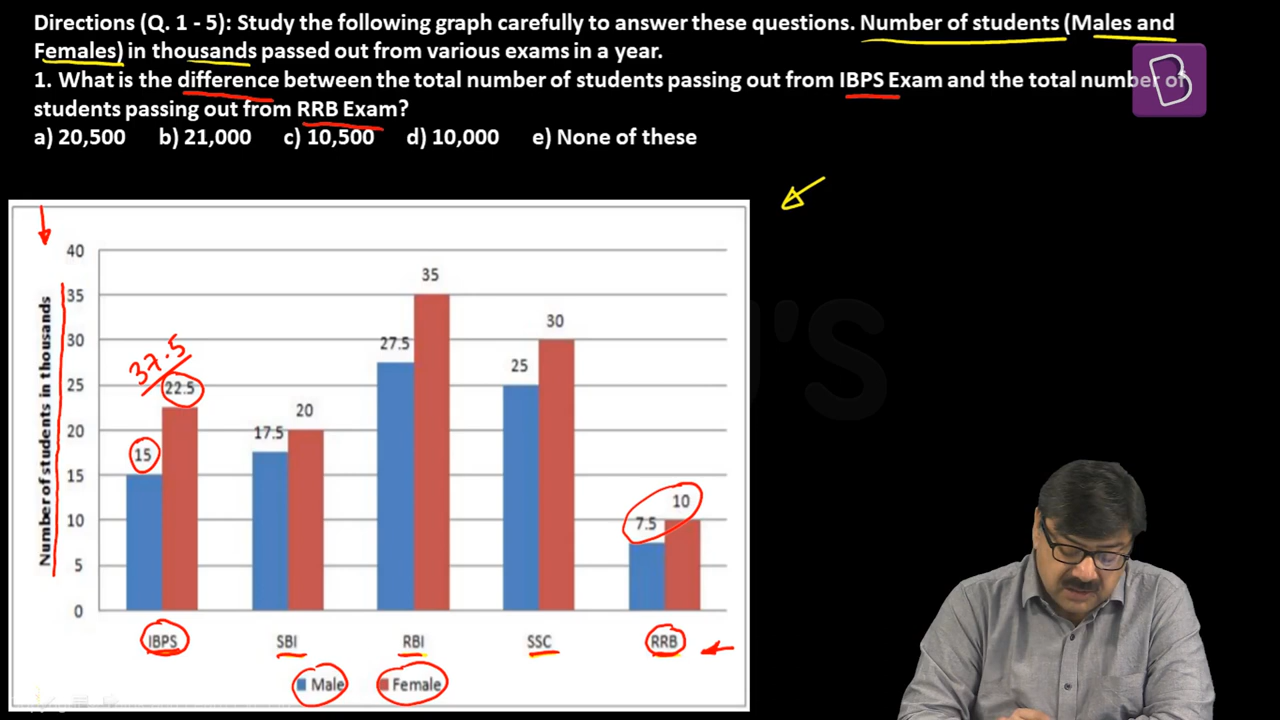 Directions (Q. 1 - 5): Study the following graph carefully to answer these questions. Number of students (Males and
Females) in thousands passed out from various exams in a year.
1. What is the difference between the total number of students passing out from IBPS Exam and the total number of
students passing out from RRB Exam?
a) 20,500 b) 21,000 c) 10,500 d) 10,000 e) None of these
B
Number of students in thousands
40
35
30
25
20
15
10
5
0
37.5
15
22.5
17.5
20
27.5
35
25
30
7.5
10
IBPS SBI RBI SSC RRB
Male Female
'S